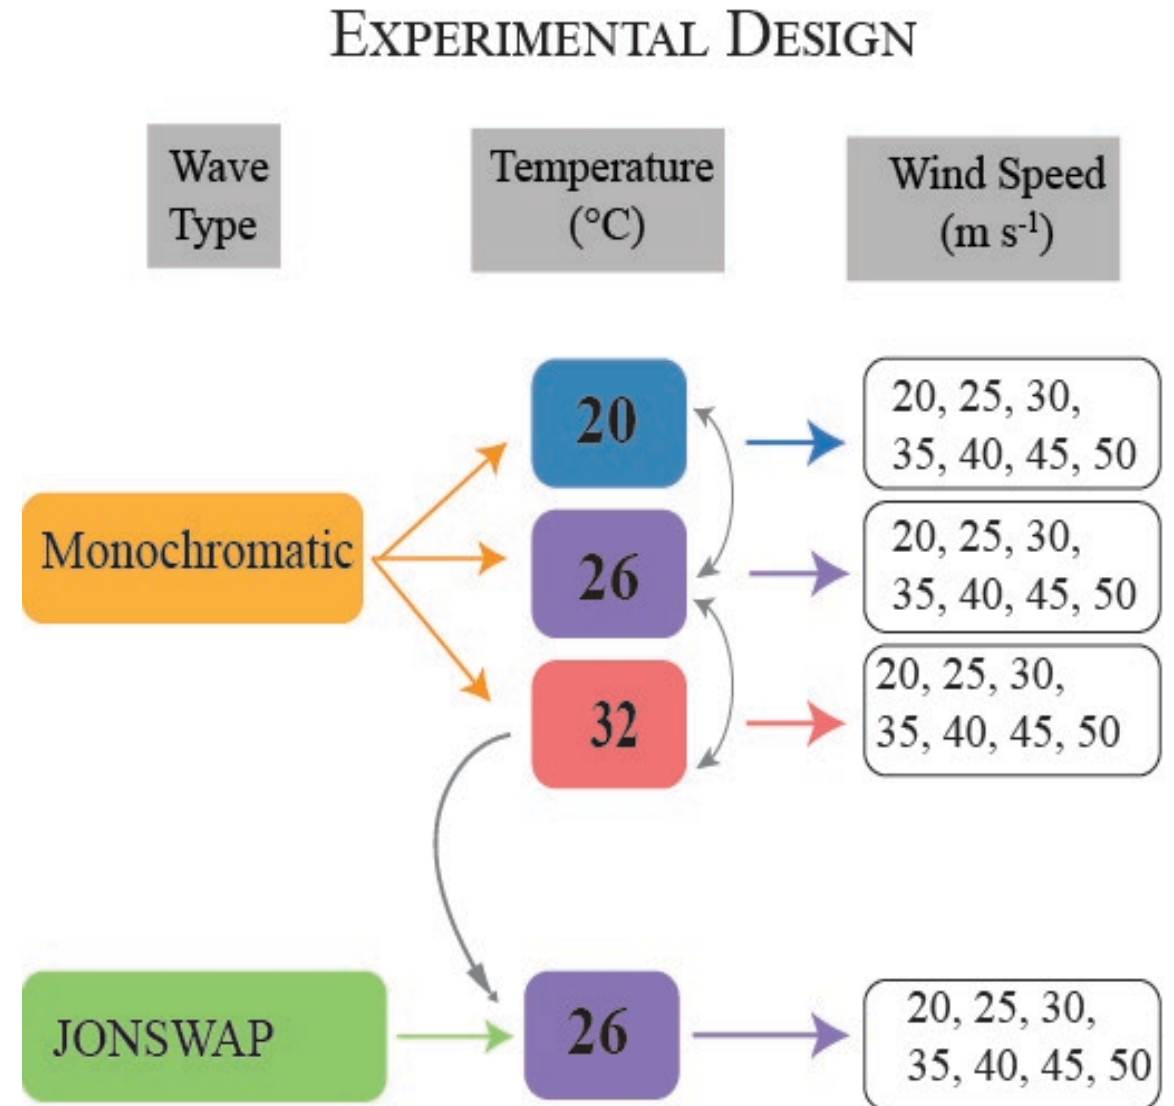 EXPERIMENTAL DESIGN
Wave
Type
Temperature
(°C)
Wind Speed
(m s⁻¹)
Monochromatic
20
20, 25, 30,
35, 40, 45, 50
26
20, 25, 30,
35, 40, 45, 50
32
20, 25, 30,
35, 40, 45, 50
JONSWAP
26
20, 25, 30,
35, 40, 45, 50